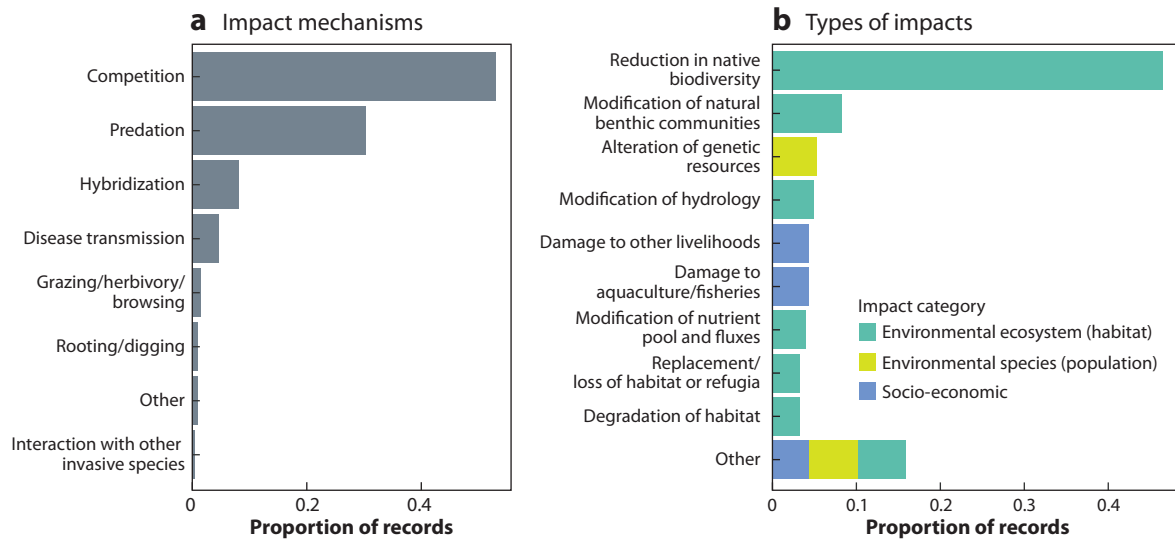 a Impact mechanisms
Competition
Predation
Hybridization
Disease transmission
Grazing/herbivory/
browsing
Rooting/digging
Other
Interaction with other
invasive species
0
0.2
0.4
Proportion of records
b Types of impacts
Reduction in native
biodiversity
Modification of natural
benthic communities
Alteration of genetic
resources
Modification of hydrology
Damage to other livelihoods
Damage to
aquaculture/fisheries
Modification of nutrient
pool and fluxes
Replacement/
loss of habitat or refugia
Degradation of habitat
Other
Impact category
Environmental ecosystem (habitat)
Environmental species (population)
Socio-economic
0
0.1
0.2
0.3
0.4
Proportion of records